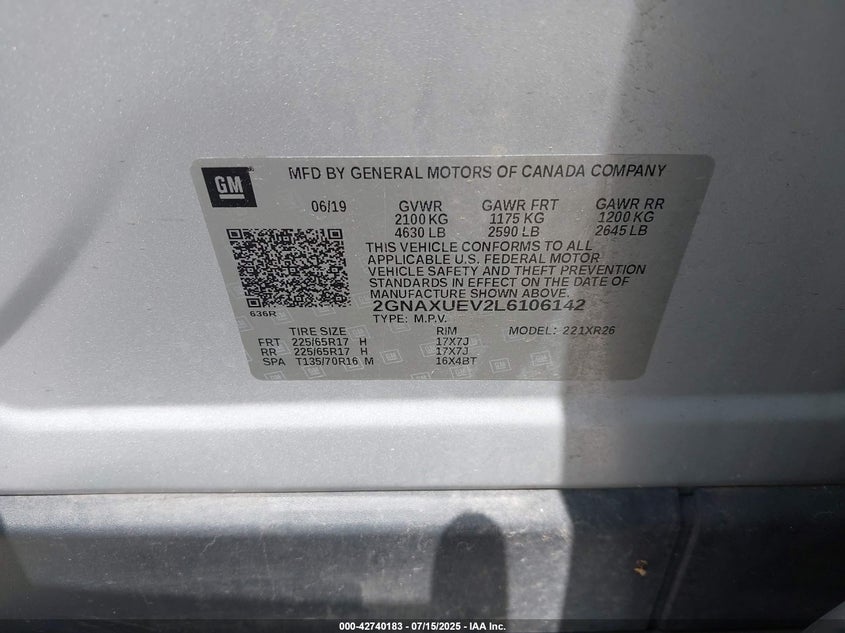 GM
MFD BY GENERAL MOTORS OF CANADA COMPANY
06/19 GVWR GAWR FRT GAWR RR
2100 KG 1175 KG 1200 KG
4630 LB 2590 LB 2645 LB
THIS VEHICLE CONFORMS TO ALL
APPLICABLE U.S. FEDERAL MOTOR
VEHICLE SAFETY AND THEFT PREVENTION
STANDARDS IN EFFECT ON THE DATE OF
MANUFACTURE SHOWN ABOVE.
636R 2GNAXUEV2L6106142
TYPE: M.P.V.
TIRE SIZE RIM MODEL: 221XR26
FRT 225/65R17 H 17X7J
RR 225/65R17 H 17X7J
SPA T135/70R16 M 16X4BT
000-42740183 - 07/15/2025 - IAA Inc.